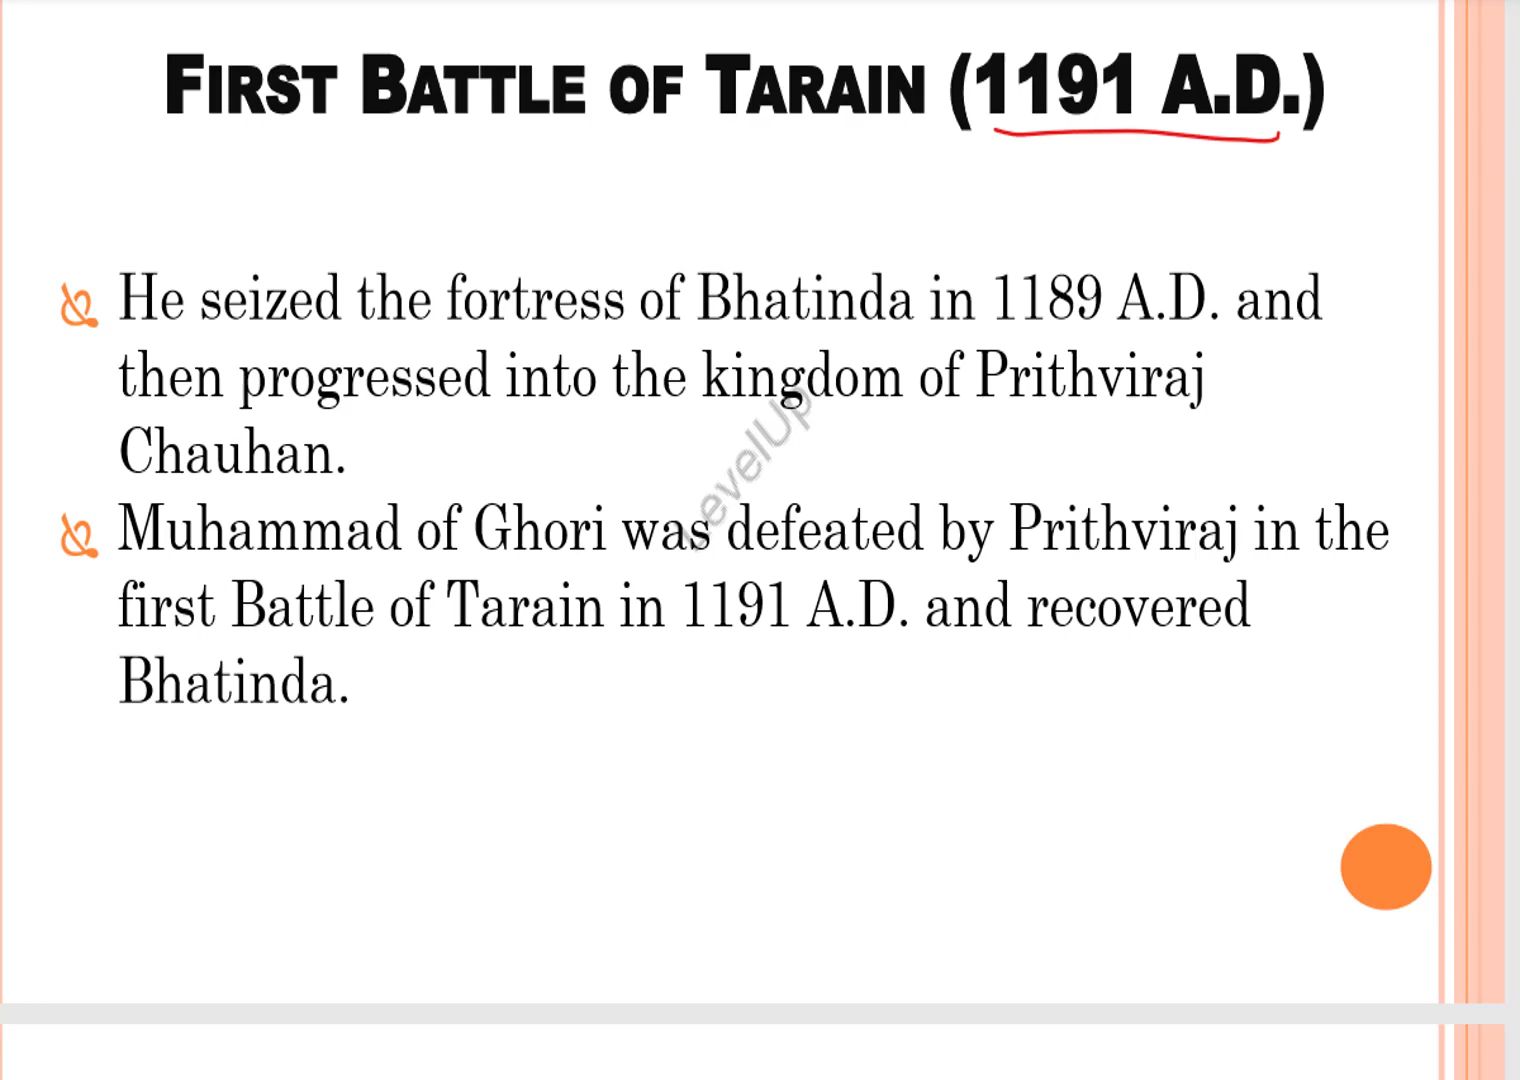 FIRST BATTLE OF TARAIN (1191 A.D.)
He seized the fortress of Bhatinda in 1189 A.D. and
then progressed into the kingdom of Prithviraj
Chauhan.
LevelUp
Muhammad of Ghori was defeated by Prithviraj in the
first Battle of Tarain in 1191 A.D. and recovered
Bhatinda.